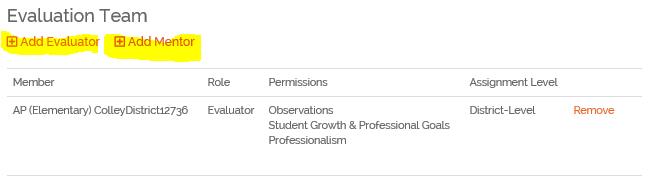 Evaluation Team
Add Evaluator Add Mentor
Member Role Permissions Assignment Level
AP (Elementary) ColleyDistrict12736 Evaluator Observations District-Level Remove
Student Growth & Professional Goals
Professionalism